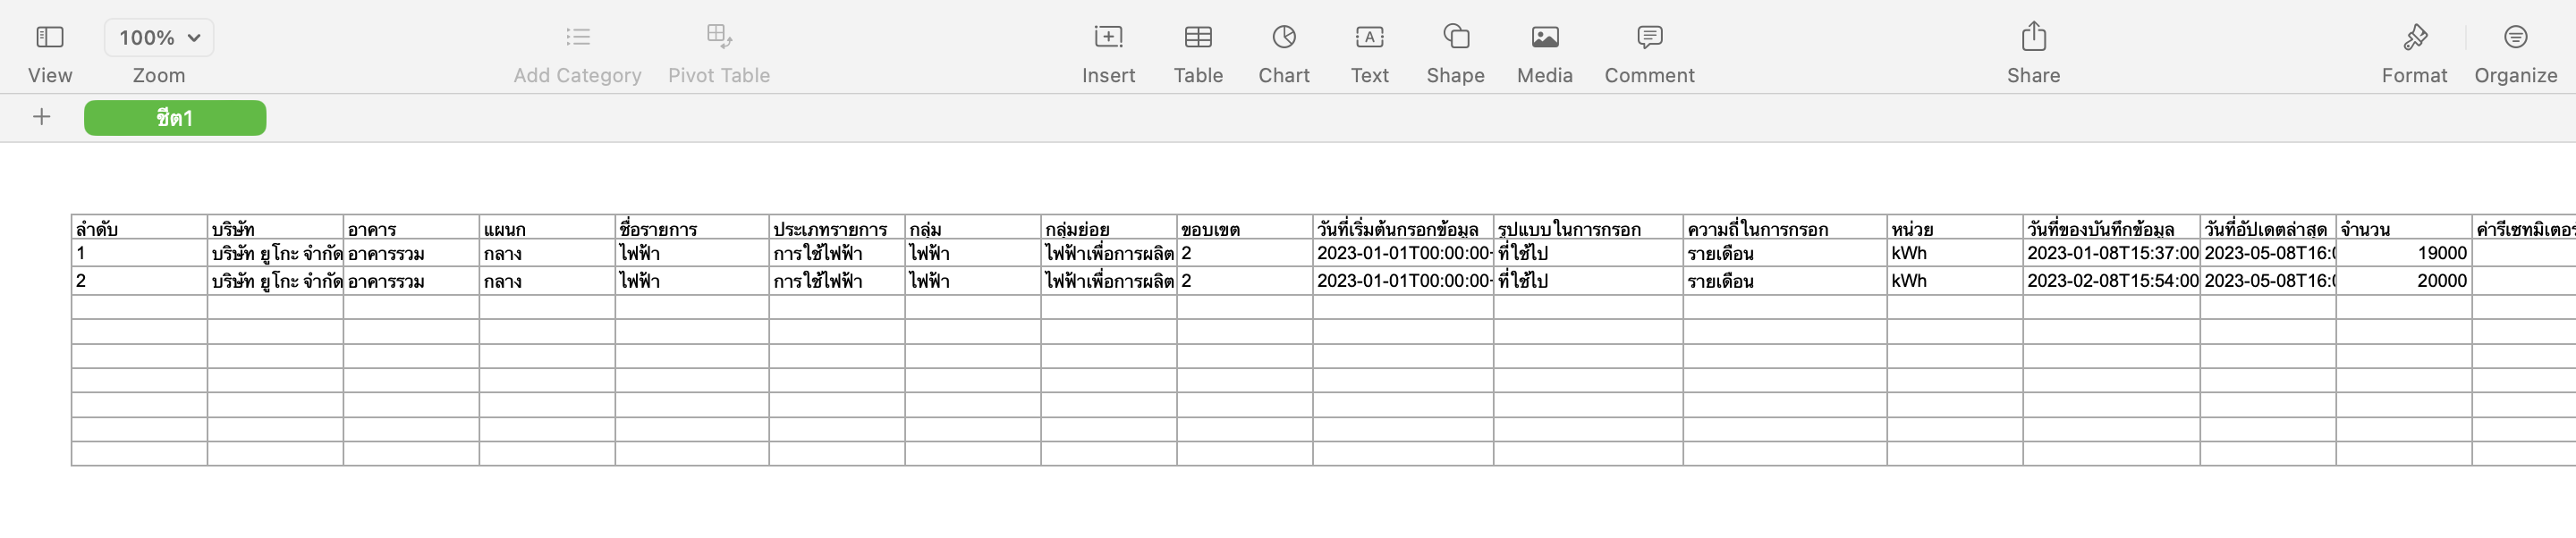 100%
View Zoom Add Category Pivot Table Insert Table Chart Text Shape Media Comment Share Format Organize
ชีต1
ลำดับ บริษัท อาคาร แผนก ชื่อรายการ ประเภทรายการ กลุ่ม กลุ่มย่อย ขอบเขต วันที่เริ่มต้นกรอกข้อมูล รูปแบบในการกรอก ความถี่ในการกรอก หน่วย วันที่ของบันทึกข้อมูล วันที่อัปเดตล่าสุด จำนวน ค่ารีเซทมิเตอร์
1 บริษัท ยูโกะ จำกัด อาคารรวม กลาง ไฟฟ้า การใช้ไฟฟ้า ไฟฟ้า ไฟฟ้าเพื่อการผลิต 2 2023-01-01T00:00:00 ที่ใช้ไป รายเดือน kWh 2023-01-08T15:37:00 2023-05-08T16: 19000
2 บริษัท ยูโกะ จำกัด อาคารรวม กลาง ไฟฟ้า การใช้ไฟฟ้า ไฟฟ้า ไฟฟ้าเพื่อการผลิต 2 2023-01-01T00:00:00 ที่ใช้ไป รายเดือน kWh 2023-02-08T15:54:00 2023-05-08T16: 20000